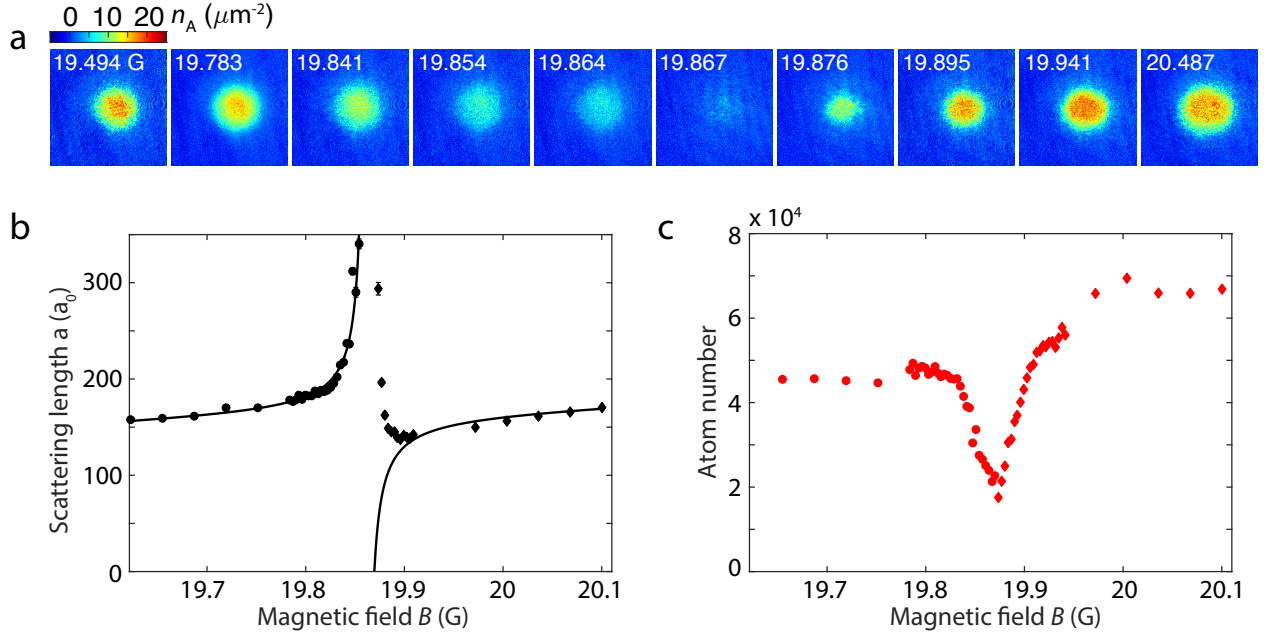 0 10 20 n_A (μm⁻²)
a
19.494 G 19.783 19.841 19.854 19.864 19.867 19.876 19.895 19.941 20.487
b
300
200
100
0
Scattering length a (a₀)
19.7 19.8 19.9 20 20.1
Magnetic field B (G)
c
x 10⁴
8
6
4
2
0
Atom number
19.7 19.8 19.9 20 20.1
Magnetic field B (G)